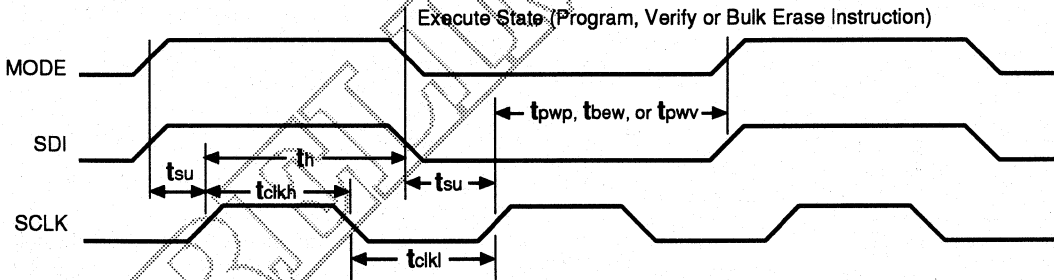 Execute State (Program, Verify or Bulk Erase Instruction)
MODE
tpwp, tbew, or tpwv
SDI
tsu
th
tclkh
tsu
SCLK
tclkl